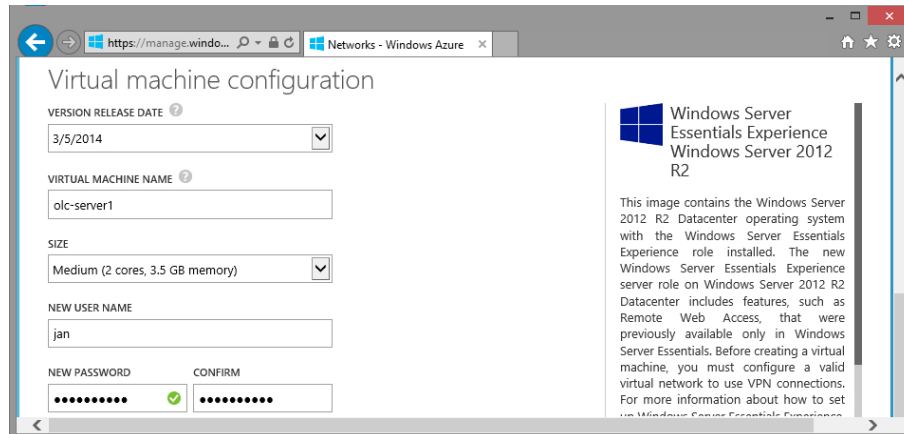 https://manage.windo...
Networks - Windows Azure
Virtual machine configuration
VERSION RELEASE DATE
3/5/2014
VIRTUAL MACHINE NAME
olc-server1
SIZE
Medium (2 cores, 3.5 GB memory)
NEW USER NAME
jan
NEW PASSWORD CONFIRM
Windows Server
Essentials Experience
Windows Server 2012
R2
This image contains the Windows Server
2012 R2 Datacenter operating system
with the Windows Server Essentials
Experience role installed. The new
Windows Server Essentials Experience
server role on Windows Server 2012 R2
Datacenter includes features, such as
Remote Web Access, that were
previously available only in Windows
Server Essentials. Before creating a virtual
machine, you must configure a valid
virtual network to use VPN connections.
For more information about how to set
up Windows Server Essentials Experience